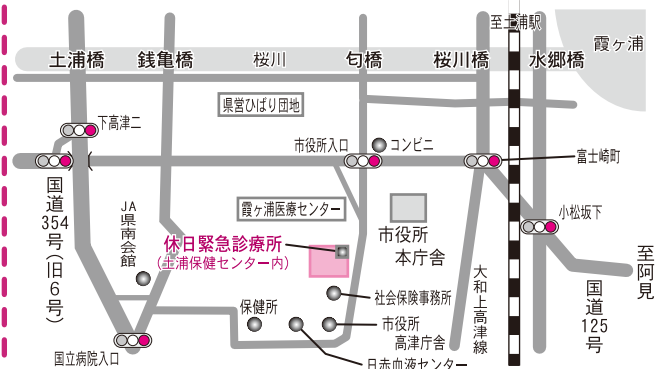 至土浦駅
霞ヶ浦
土浦橋
銭亀橋
桜川
匂橋
桜川橋
水郷橋
県営ひばり団地
下高津二
市役所入口
コンビニ
富士崎町
国道354号(旧6号)
JA県南会館
霞ヶ浦医療センター
市役所
本庁舎
小松坂下
休日緊急診療所
(土浦保健センター内)
至阿見
国道125号
大和上高津線
社会保険事務所
保健所
市役所
高津庁舎
国立病院入口
日赤血液センター